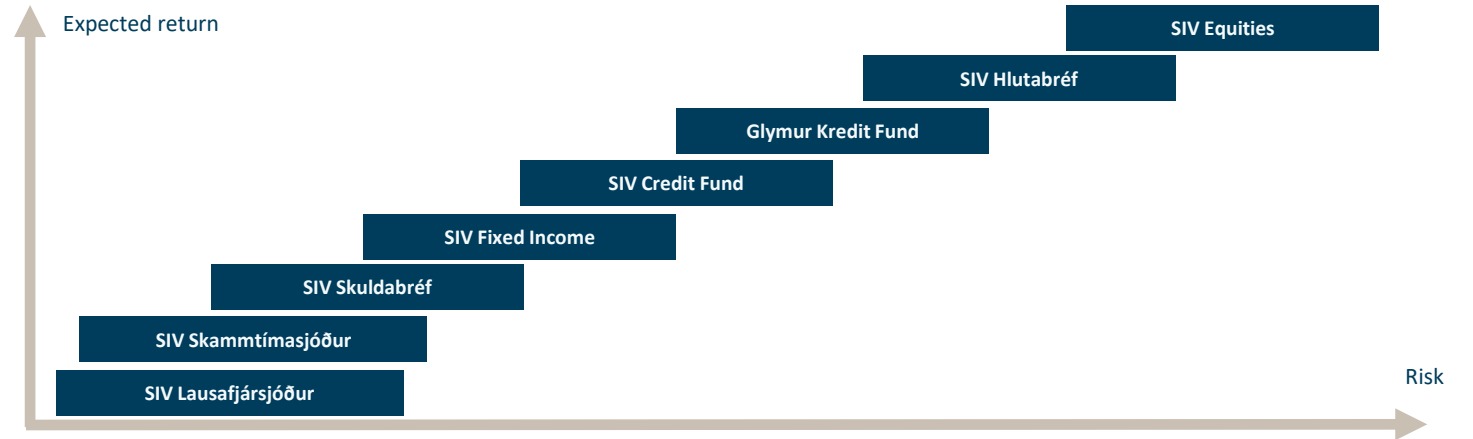 Expected return
SIV Equities
SIV Hlutabréf
Glymur Kredit Fund
SIV Credit Fund
SIV Fixed Income
SIV Skuldabréf
SIV Skammtímasjóður
Risk
SIV Lausafjársjóður